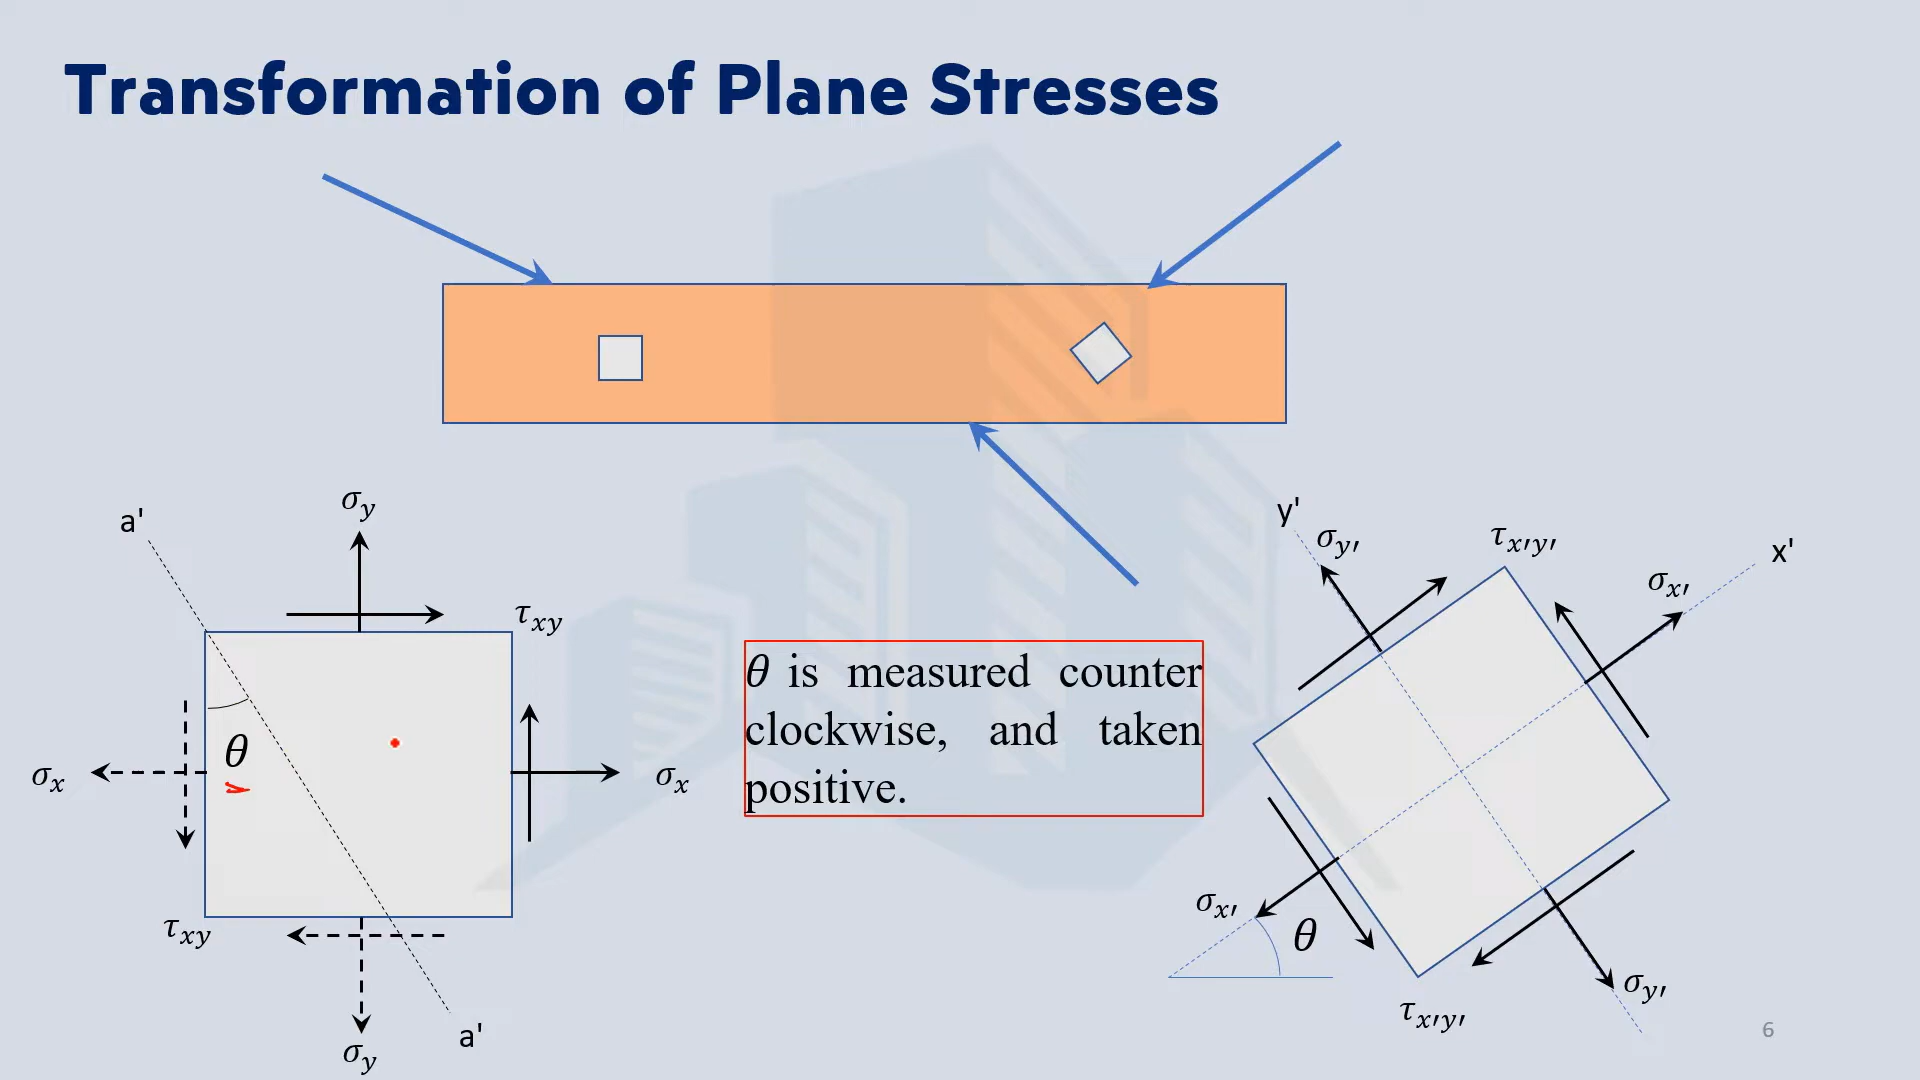 Transformation of Plane Stresses
a'
σy
τxy
θ
σx
σx
τxy
σy
a'
θ is measured counter
clockwise, and taken
positive.
y'
σy′
τx′y′
σx′
x'
σx′
θ
σy′
τx′y′
6